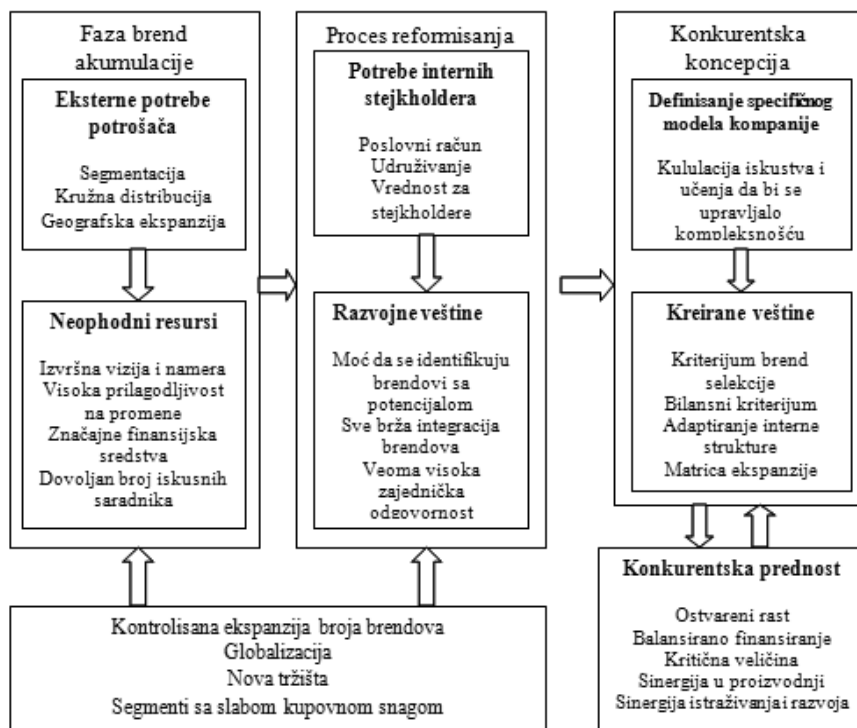 Faza brend
akumulacije
Eksterne potrebe
potrošača
Segmentacija
Kružna distribucija
Geografska ekspanzija
Neophodni resursi
Izvršna vizija i namera
Visoka prilagodljivost
na promene
Značajne finansijska
sredstva
Dovoljan broj iskusnih
saradnika
Proces reformisanja
Potrebe internih
stejkholdera
Poslovni račun
Udruživanje
Vrednost za
stejkholdere
Razvojne veštine
Moć da se identifikuju
brendovi sa
potencijalom
Sve brža integracija
brendova
Veoma visoka
zajednička
odgovornost
Konkurentska
koncepcija
Definisanje specifičnog
modela kompanije
Kululacija iskustva i
učenja da bi se
upravljalo
kompleksnošću
Kreirane veštine
Kriterijum brend
selekcije
Bilansni kriterijum
Adaptiranje interne
strukture
Matrica ekspanzije
Kontrolisana ekspanzija broja brendova
Globalizacija
Nova tržišta
Segmenti sa slabom kupovnom snagom
Konkurentska prednost
Ostvareni rast
Balansirano finansiranje
Kritična veličina
Sinergija u proizvodnji
Sinergija istraživanja i razvoja